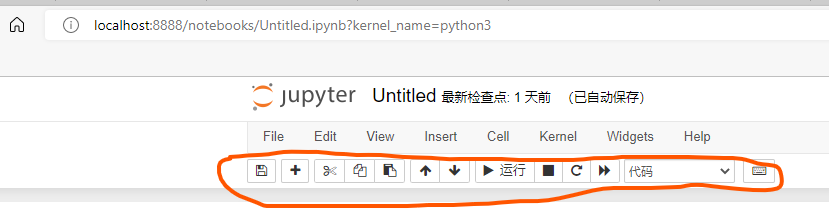 localhost:8888/notebooks/Untitled.ipynb?kernel_name=python3
jupyter Untitled 最新检查点: 1 天前 (已自动保存)
File Edit View Insert Cell Kernel Widgets Help
运行 代码